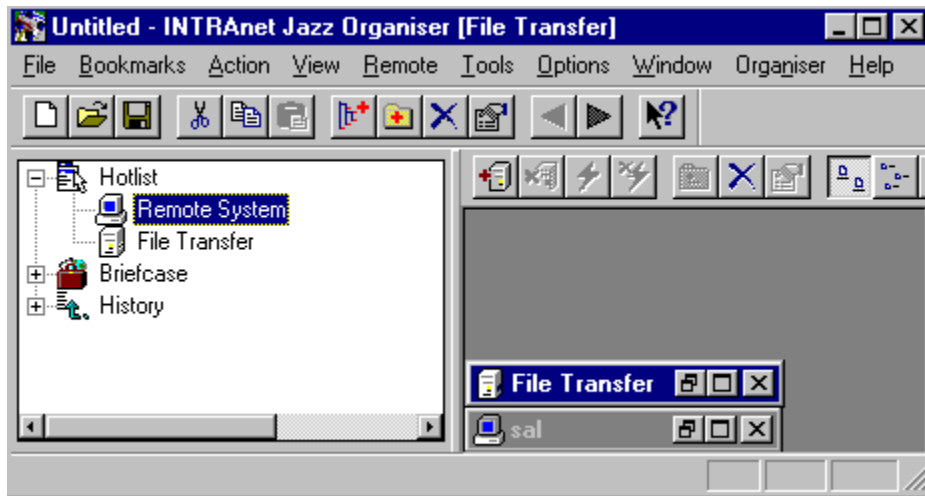 Untitled - INTRAnet Jazz Organiser [File Transfer]
File Bookmarks Action View Remote Tools Options Window Organiser Help
Hotlist
Remote System
File Transfer
Briefcase
History
File Transfer
sal